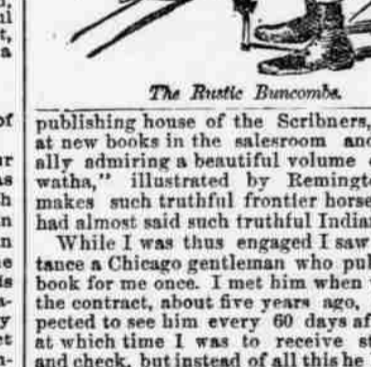 The Rustic Buncombe.
publishing house of the Scribners,
at new books in the salesroom and
ally admiring a beautiful volume
watha," illustrated by Remingt
makes such truthful frontier horse
had almost said such truthful India
While I was thus engaged I saw
tance a Chicago gentleman who pu
book for me once. I met him when
the contract, about five years ago,
pected to see him every 60 days af
at which time I was to receive st
and check, but instead of all this he